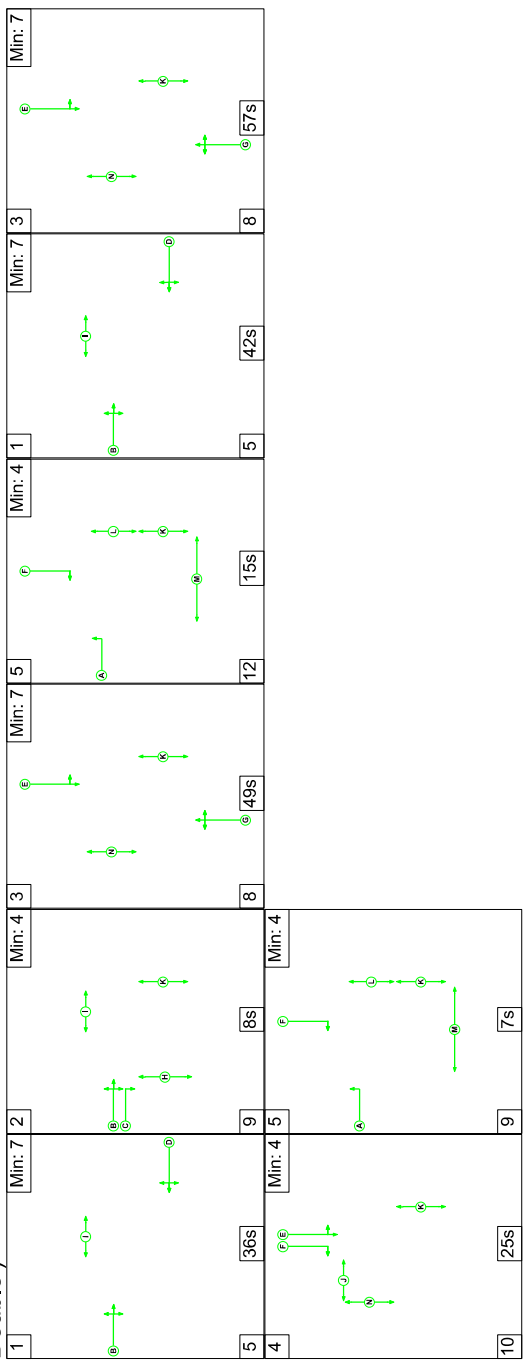 1 Min: 7
I
B
D
5 36s
2 Min: 4
I
B
C
H K
9 8s
3 Min: 7
E
N
K
G
8 49s
5 Min: 4
F
A
L
K
M
12 15s
1 Min: 7
I
B
D
5 42s
3 Min: 7
E
N
K
G
8 57s
4 Min: 4
F E
J
N
K
10 25s
5 Min: 4
F
A
L
K
M
9 7s